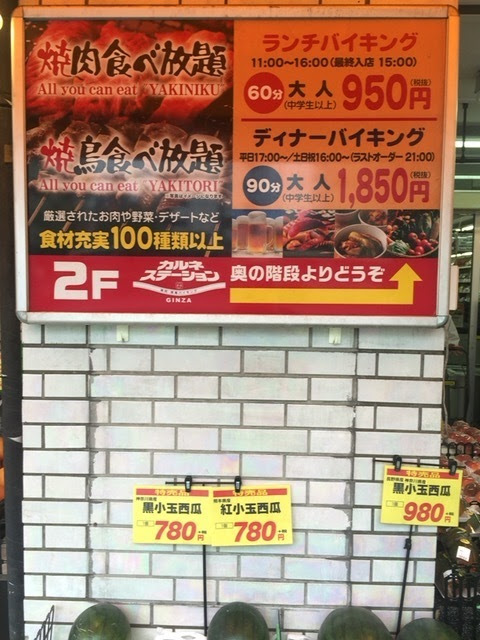 焼肉食べ放題
All you can eat "YAKINIKU"
焼鳥食べ放題
All you can eat "YAKITORI"
厳選されたお肉や野菜・デザートなど
食材充実100種類以上
ランチバイキング
11:00～16:00(最終入店 15:00)
60分 大人 (中学生以上) 950円 (税抜)
ディナーバイキング
平日17:00～/土日祝16:00～(ラストオーダー 21:00)
90分 大人 (中学生以上) 1,850円 (税抜)
2F カルネステーション GINZA 奥の階段よりどうぞ
特売品
神奈川県産
黒小玉西瓜
780円
特売品
熊本県産
紅小玉西瓜
780円
特売品
黒小玉西瓜
980円